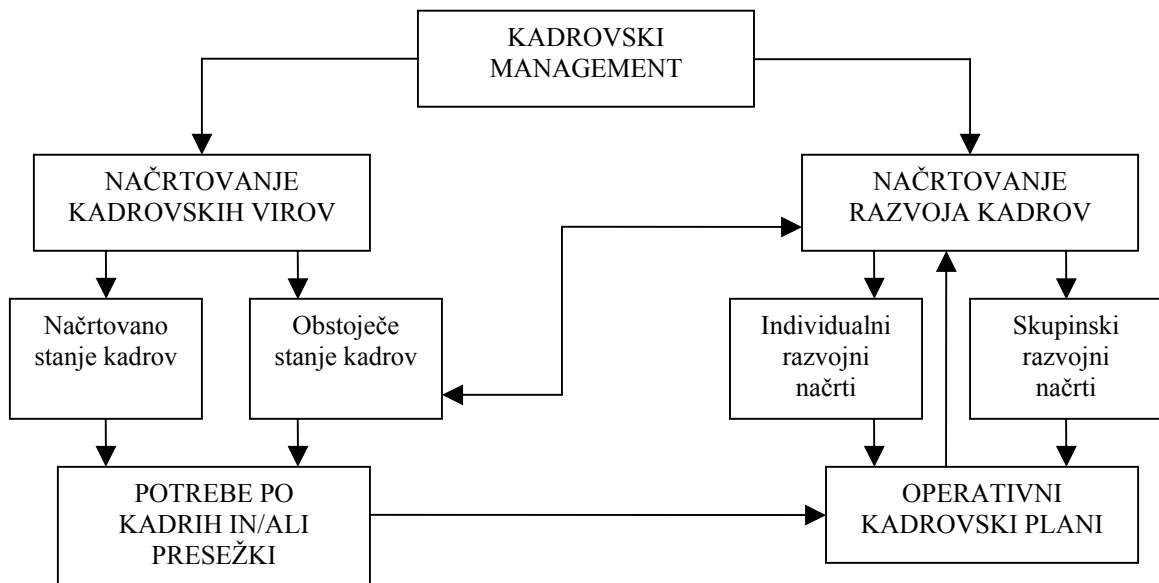 KADROVSKI
MANAGEMENT
NAČRTOVANJE
KADROVSKIH VIROV
NAČRTOVANJE
RAZVOJA KADROV
Načrtovano
stanje kadrov
Obstoječe
stanje kadrov
Individualni
razvojni
načrti
Skupinski
razvojni
načrti
POTREBE PO
KADRIH IN/ALI
PRESEŽKI
OPERATIVNI
KADROVSKI PLANI